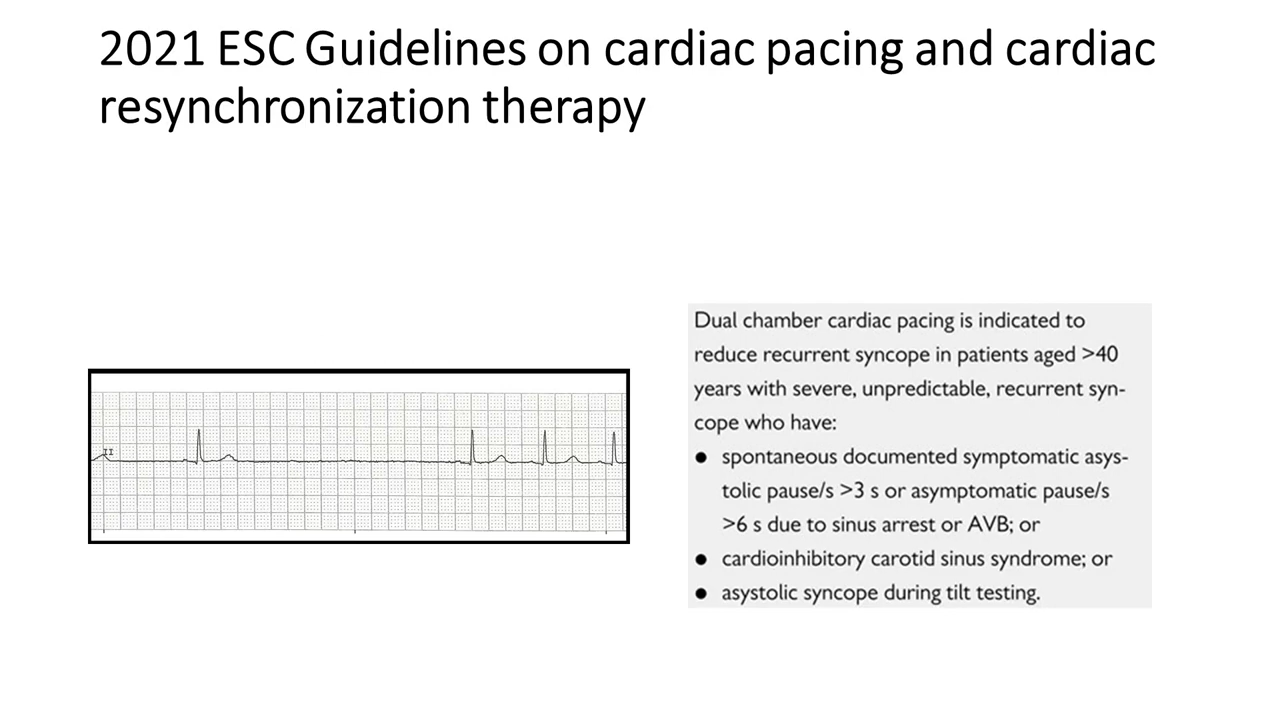 2021 ESC Guidelines on cardiac pacing and cardiac
resynchronization therapy
II
Dual chamber cardiac pacing is indicated to
reduce recurrent syncope in patients aged >40
years with severe, unpredictable, recurrent syn-
cope who have:
● spontaneous documented symptomatic asys-
tolic pause/s >3 s or asymptomatic pause/s
>6 s due to sinus arrest or AVB; or
● cardioinhibitory carotid sinus syndrome; or
● asystolic syncope during tilt testing.